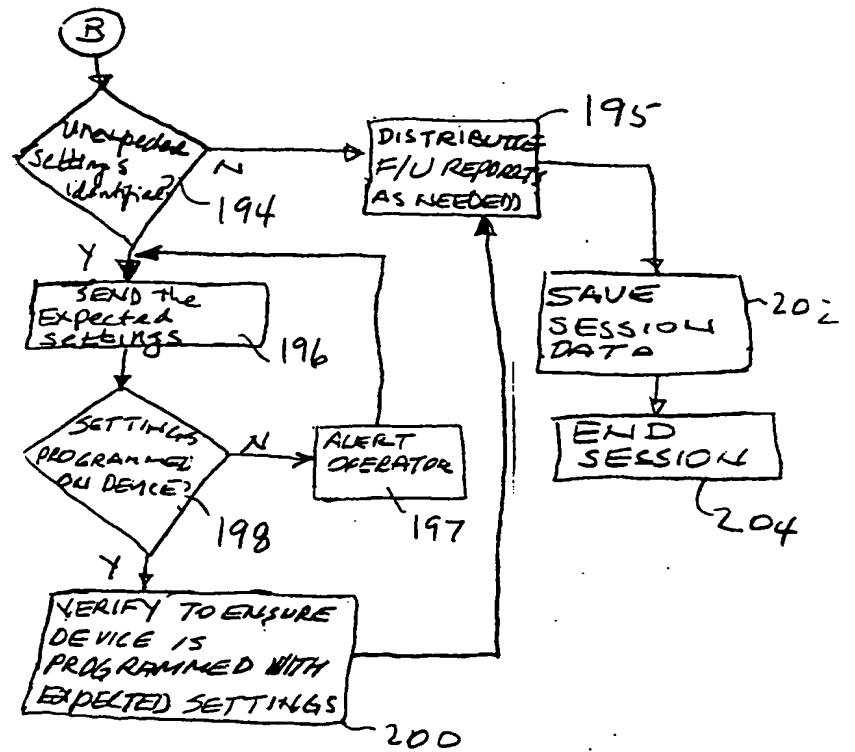 B
Unexpected
settings
identified?
N
194
Y
DISTRIBUTE
F/U REPORTS
AS NEEDED
195
SEND the
Expected
settings
196
SAVE
SESSION
DATA
202
SETTINGS
PROGRAMMED
ON DEVICE?
N
198
Y
ALERT
OPERATOR
197
END
SESSION
204
VERIFY TO ENSURE
DEVICE IS
PROGRAMMED WITH
EXPECTED SETTINGS
200